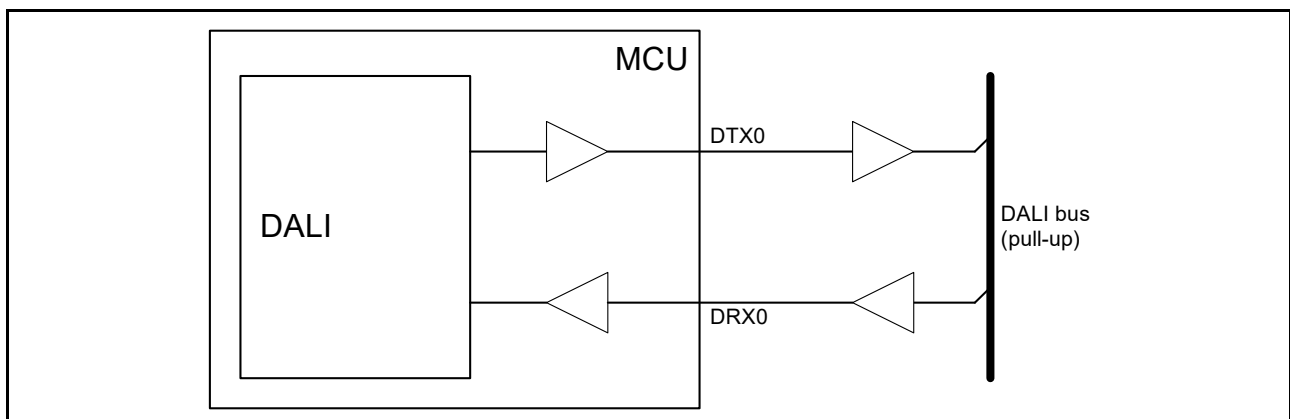 MCU
DTX0
DALI
DALI bus
(pull-up)
DRX0